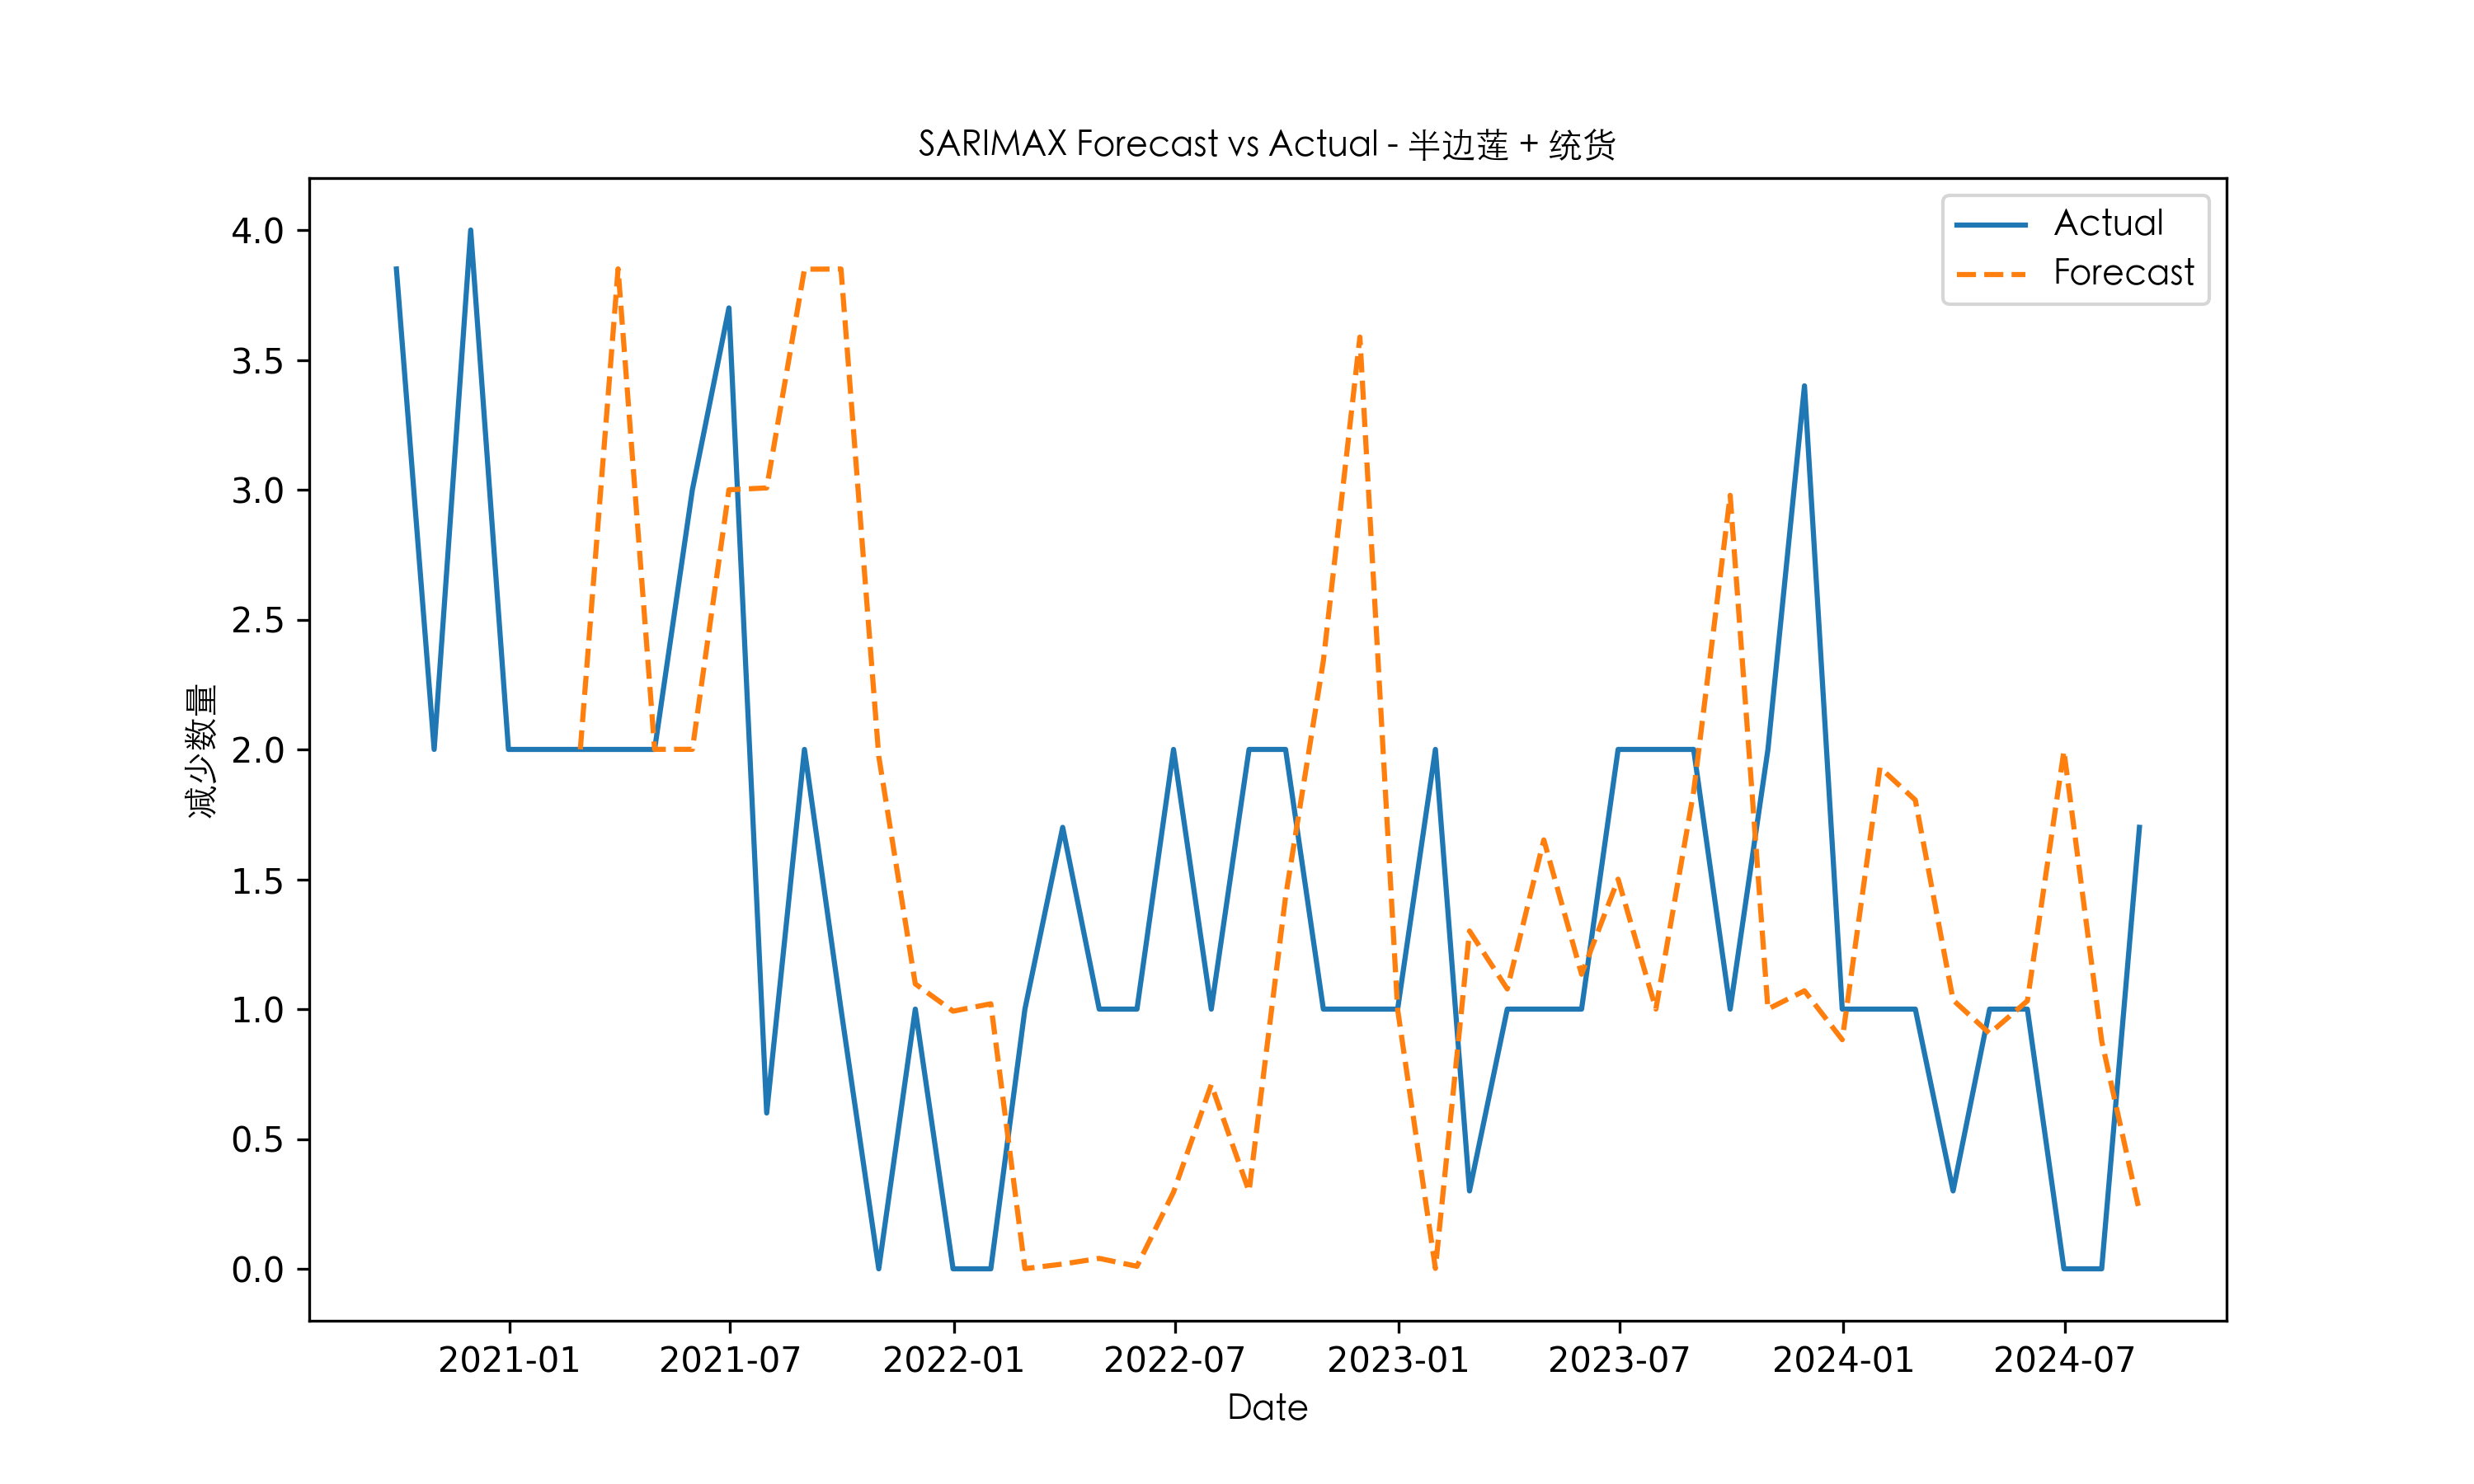 SARIMAX Forecast vs Actual - 半边莲 + 统货
Actual
Forecast
4.0
3.5
3.0
2.5
2.0
1.5
1.0
0.5
0.0
减少数量
2021-01 2021-07 2022-01 2022-07 2023-01 2023-07 2024-01 2024-07
Date